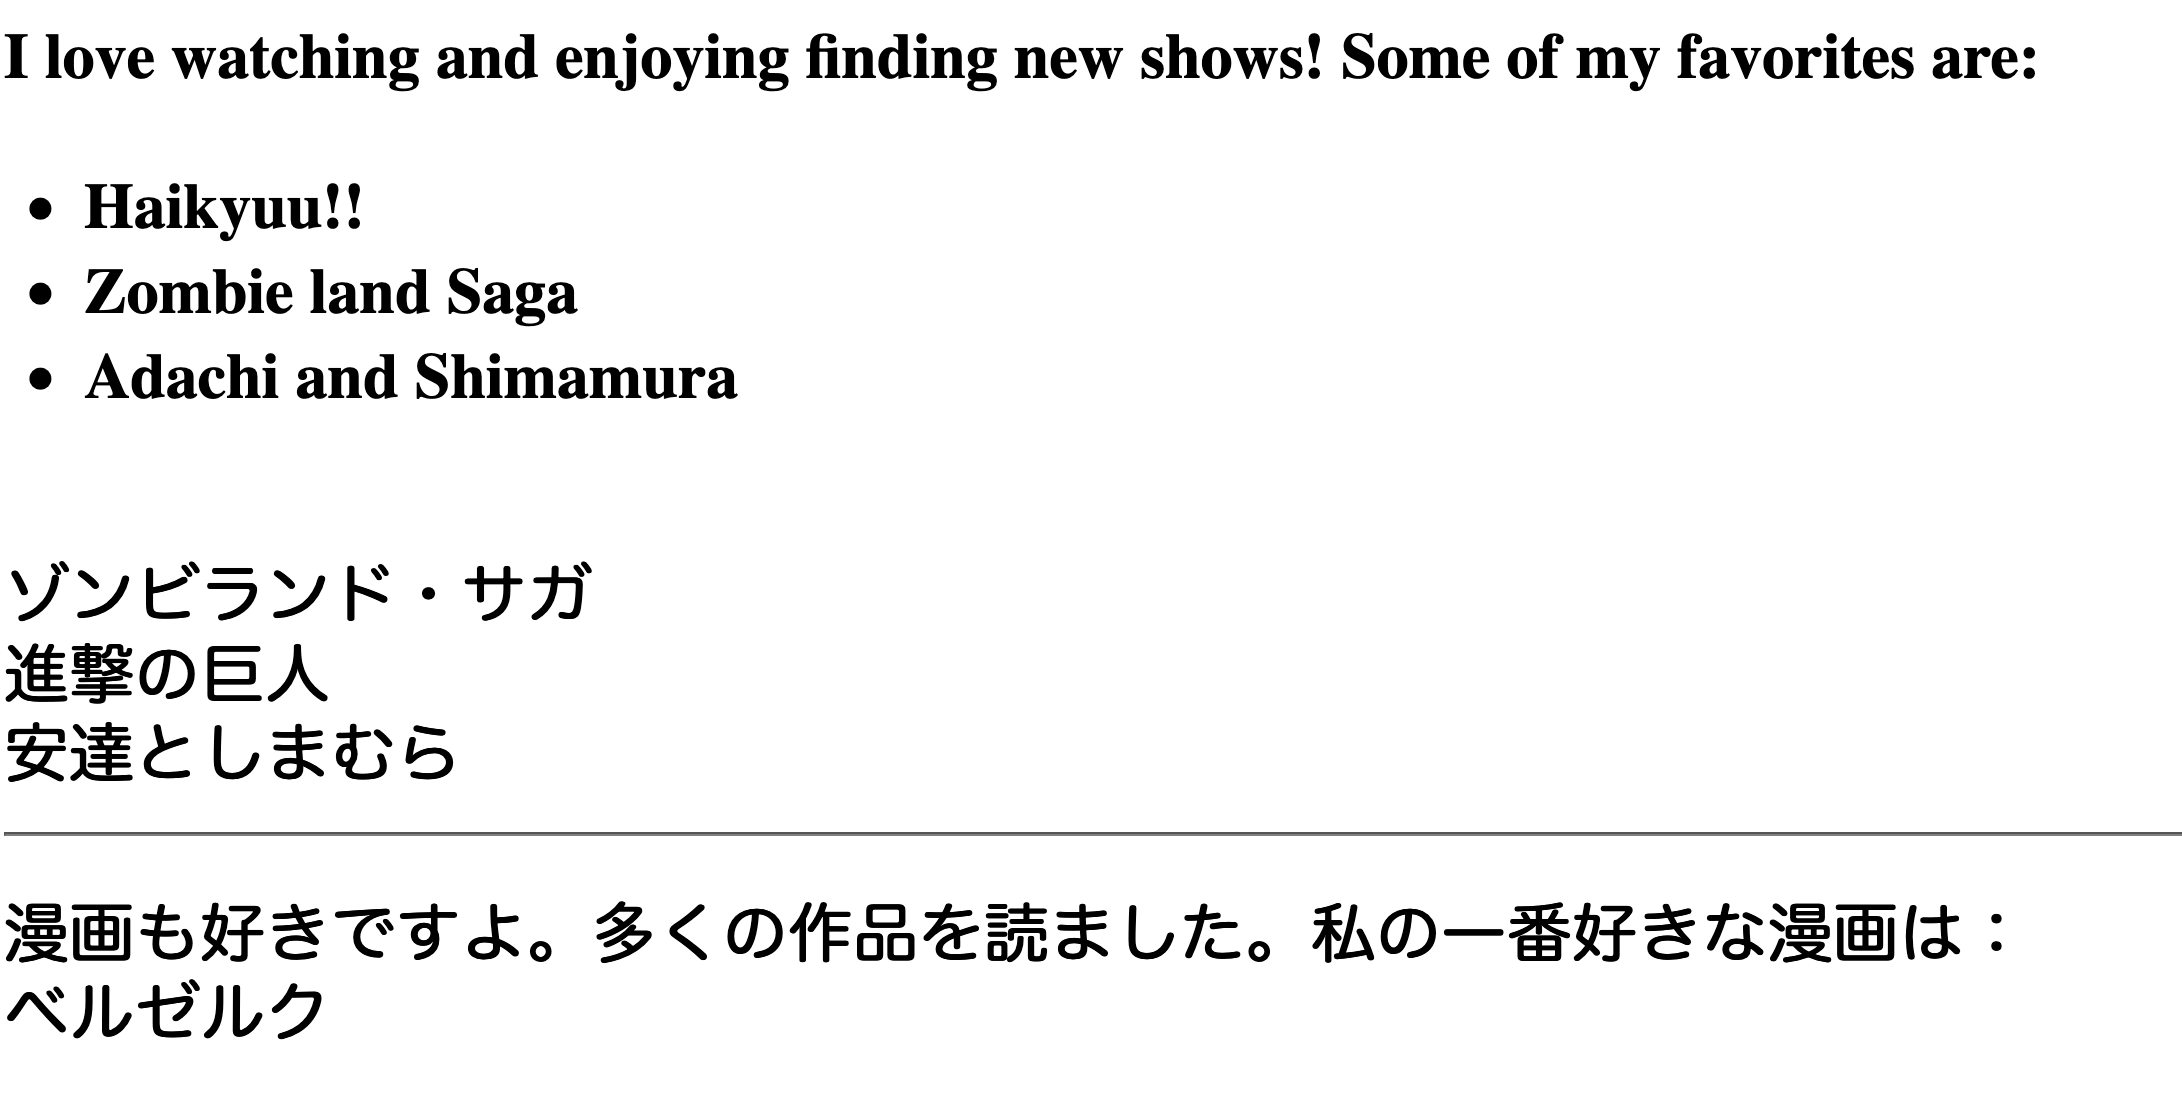 I love watching and enjoying finding new shows! Some of my favorites are:
• Haikyuu!!
• Zombie land Saga
• Adachi and Shimamura
ゾンビランド・サガ
進撃の巨人
安達としまむら
漫画も好きですよ。多くの作品を読ました。私の一番好きな漫画は：
ベルゼルク